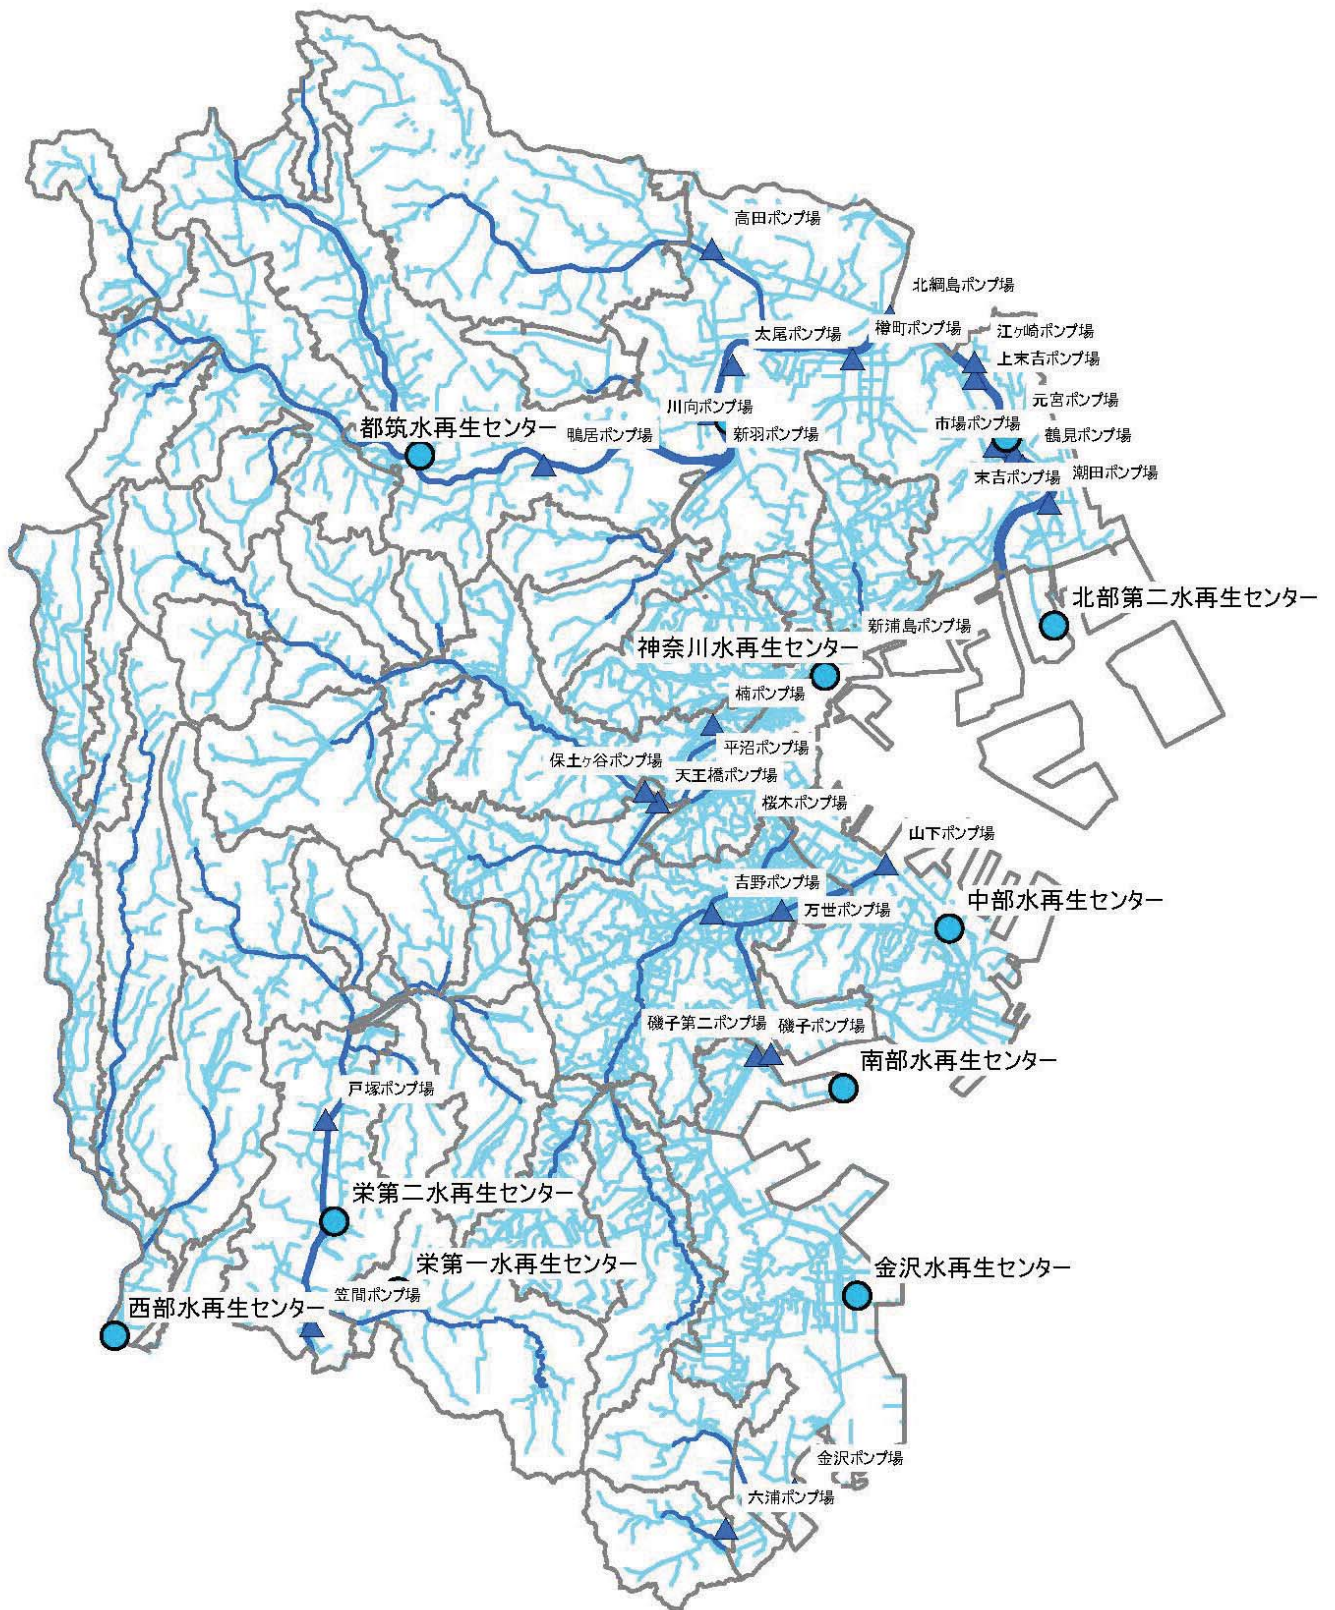 高田ポンプ場
北綱島ポンプ場
太尾ポンプ場
樽町ポンプ場
江ヶ崎ポンプ場
上末吉ポンプ場
元宮ポンプ場
川向ポンプ場
市場ポンプ場
都筑水再生センター
鴨居ポンプ場
新羽ポンプ場
鶴見ポンプ場
末吉ポンプ場
潮田ポンプ場
北部第二水再生センター
新浦島ポンプ場
神奈川水再生センター
楠ポンプ場
平沼ポンプ場
保土ヶ谷ポンプ場
天王橋ポンプ場
桜木ポンプ場
山下ポンプ場
吉野ポンプ場
中部水再生センター
万世ポンプ場
磯子第二ポンプ場
磯子ポンプ場
南部水再生センター
戸塚ポンプ場
栄第二水再生センター
栄第一水再生センター
金沢水再生センター
笠間ポンプ場
西部水再生センター
金沢ポンプ場
六浦ポンプ場